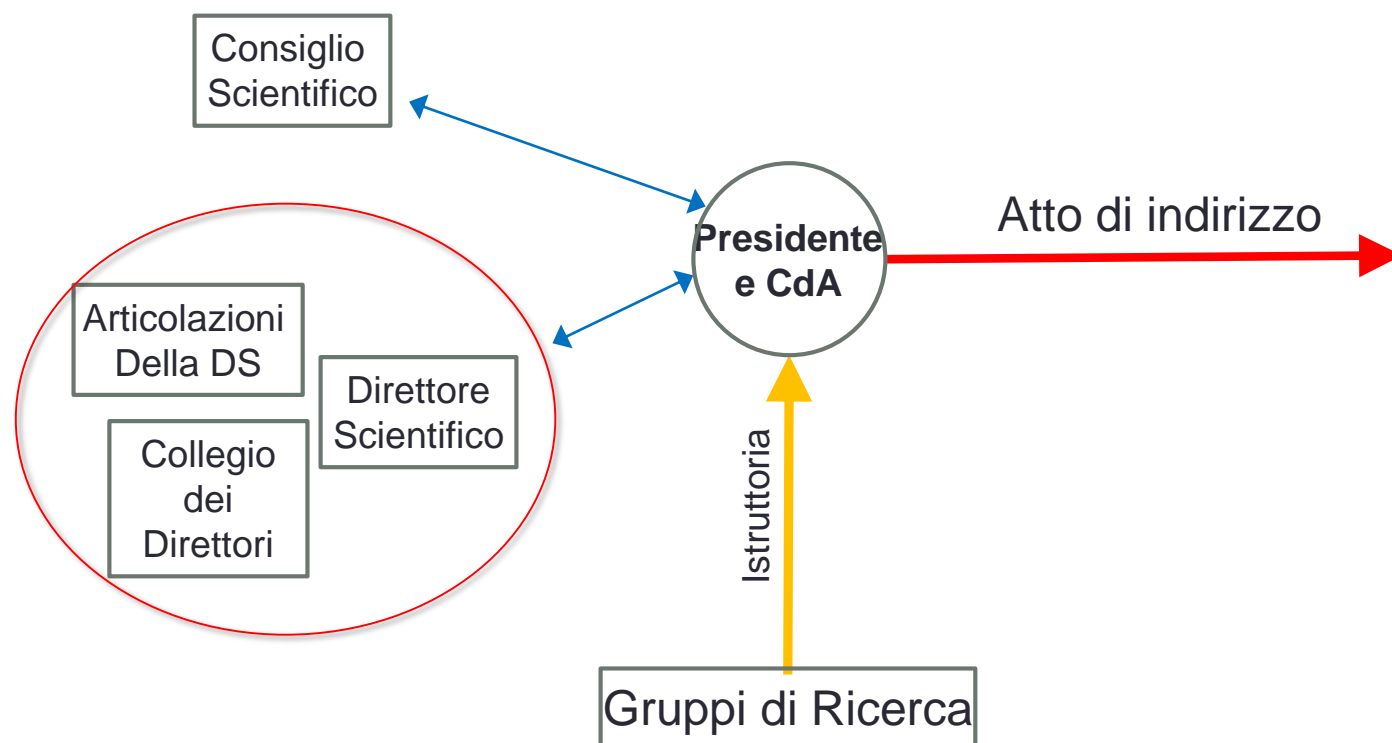 Consiglio
Scientifico
Presidente
e CdA
Atto di indirizzo
Articolazioni
Della DS
Direttore
Scientifico
Collegio
dei
Direttori
Istruttoria
Gruppi di Ricerca